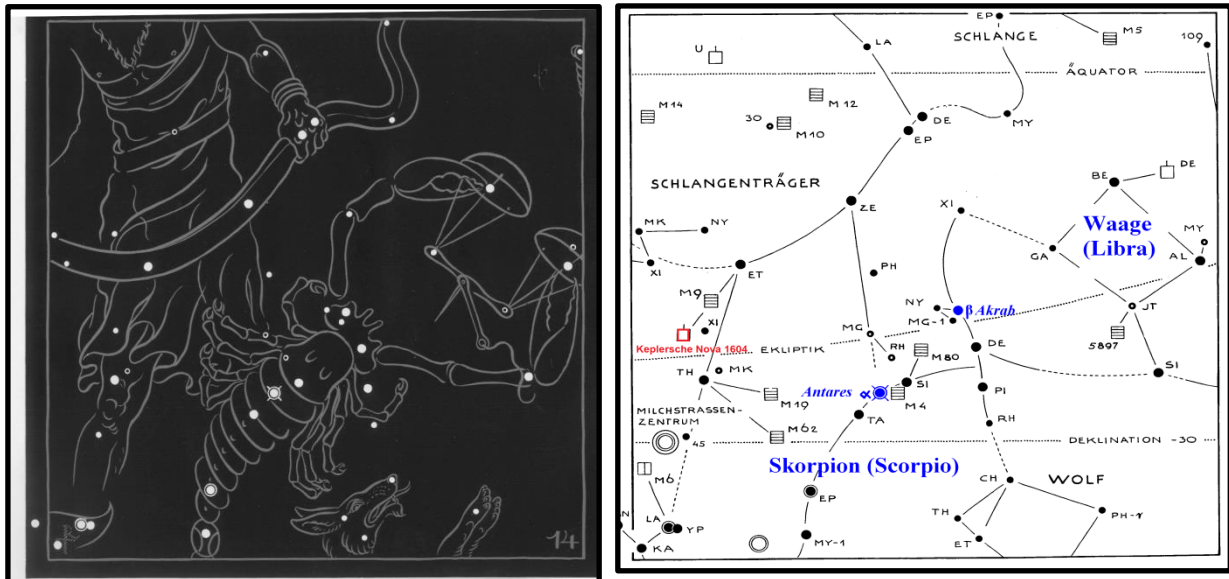 14
EP
SCHLANGE
M5
109
LA
U
ÄQUATOR
M14
M 12
30
M10
DE
EP
MY
SCHLANGENTRÄGER
BE
DE
ZE
XI
Waage
(Libra)
MK
NY
MY
GA
AL
XI
ET
PH
M9
NY
β Akrab
JT
MG-1
XI
MG
5897
Keplersche Nova 1604
EKLIPTIK
RH
M80
DE
MK
TH
SI
SI
Antares
α
M19
M4
PI
MILCHSTRASSEN-
ZENTRUM
TA
RH
45
M62
DEKLINATION -30
Skorpion (Scorpio)
M6
CH
WOLF
EP
TH
PH-γ
LA
YP
ET
KA
MY-1